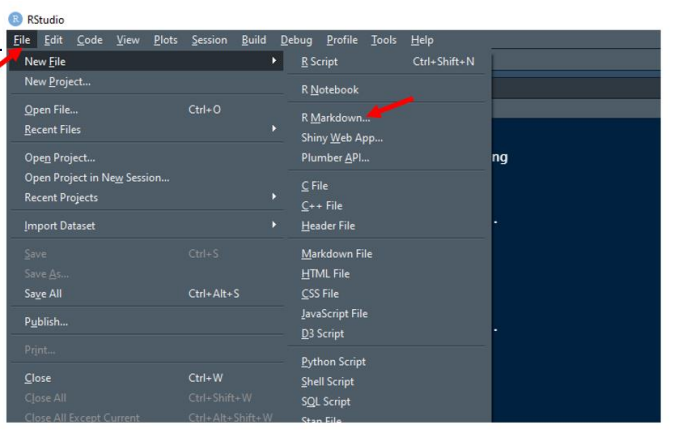 RStudio
File Edit Code View Plots Session Build Debug Profile Tools Help
New File
New Project...
Open File... Ctrl+O
Recent Files
Open Project...
Open Project in New Session...
Recent Projects
Import Dataset
Save Ctrl+S
Save As...
Save All Ctrl+Alt+S
Publish...
Print...
Close Ctrl+W
Close All Ctrl+Shift+W
Close All Except Current Ctrl+Alt+Shift+W
R Script Ctrl+Shift+N
R Notebook
R Markdown...
Shiny Web App...
Plumber API...
C File
C++ File
Header File
Markdown File
HTML File
CSS File
JavaScript File
D3 Script
Python Script
Shell Script
SQL Script
Stan File
ng
.
.